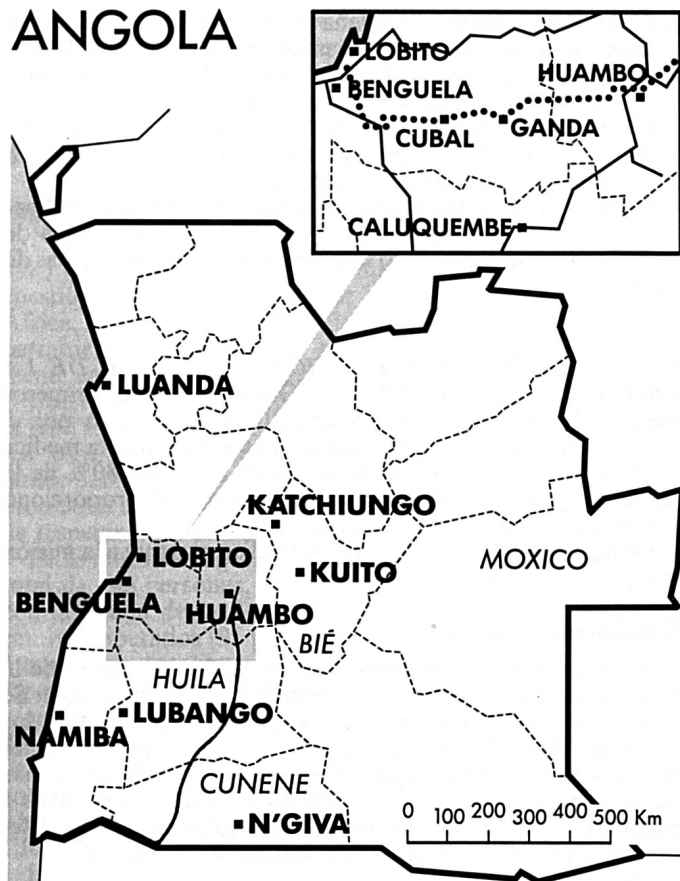 ANGOLA
LOBITO
HUAMBO
BENGUELA
CUBAL
GANDA
CALUQUEMBE
LUANDA
KATCHIUNGO
LOBITO
MOXICO
KUITO
BENGUELA
HUAMBO
BIÉ
HUILA
LUBANGO
NAMIBA
CUNENE
N'GIVA
0 100 200 300 400 500 Km